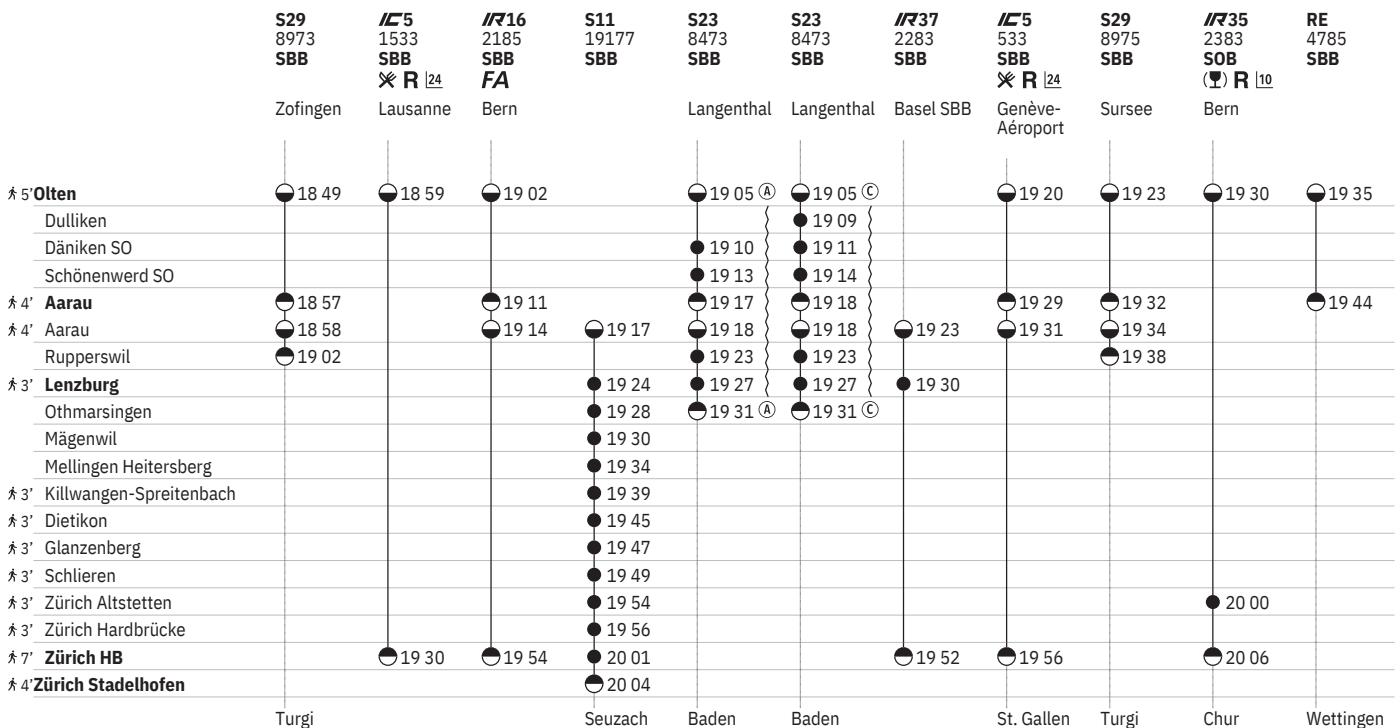 S29 IC5 IR16 S11 S23 S23 IR37 IC5 S29 IR35 RE
8973 1533 2185 19177 8473 8473 2283 533 8975 2383 4785
SBB SBB SBB SBB SBB SBB SBB SBB SBB SOB SBB
R 24 FA R 24 R 10
Zofingen Lausanne Bern Langenthal Langenthal Basel SBB Genève- Sursee Bern
Aéroport
5’ Olten 18 49 18 59 19 02 19 05 A 19 05 C 19 20 19 23 19 30 19 35
Dulliken 19 09
Däniken SO 19 10 19 11
Schönenwerd SO 19 13 19 14
4’ Aarau 18 57 19 11 19 17 19 18 19 29 19 32 19 44
4’ Aarau 18 58 19 14 19 17 19 18 19 18 19 23 19 31 19 34
Rupperswil 19 02 19 23 19 23 19 38
3’ Lenzburg 19 24 19 27 19 27 19 30
Othmarsingen 19 28 19 31 A 19 31 C
Mägenwil 19 30
Mellingen Heitersberg 19 34
3’ Killwangen-Spreitenbach 19 39
3’ Dietikon 19 45
3’ Glanzenberg 19 47
3’ Schlieren 19 49
3’ Zürich Altstetten 19 54 20 00
3’ Zürich Hardbrücke 19 56
7’ Zürich HB 19 30 19 54 20 01 19 52 19 56 20 06
4’ Zürich Stadelhofen 20 04
Turgi Seuzach Baden Baden St. Gallen Turgi Chur Wettingen